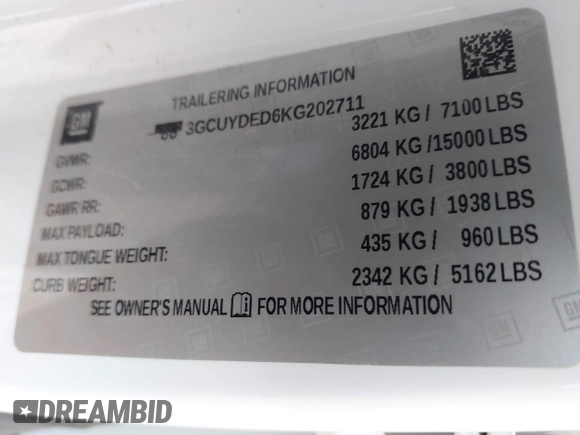 TRAILERING INFORMATION
GM 3GCUYDED6KG202711
GVWR: 3221 KG / 7100 LBS
GCWR: 6804 KG / 15000 LBS
GAWR RR: 1724 KG / 3800 LBS
MAX PAYLOAD: 879 KG / 1938 LBS
MAX TONGUE WEIGHT: 435 KG / 960 LBS
CURB WEIGHT: 2342 KG / 5162 LBS
SEE OWNER'S MANUAL FOR MORE INFORMATION
DREAMBID